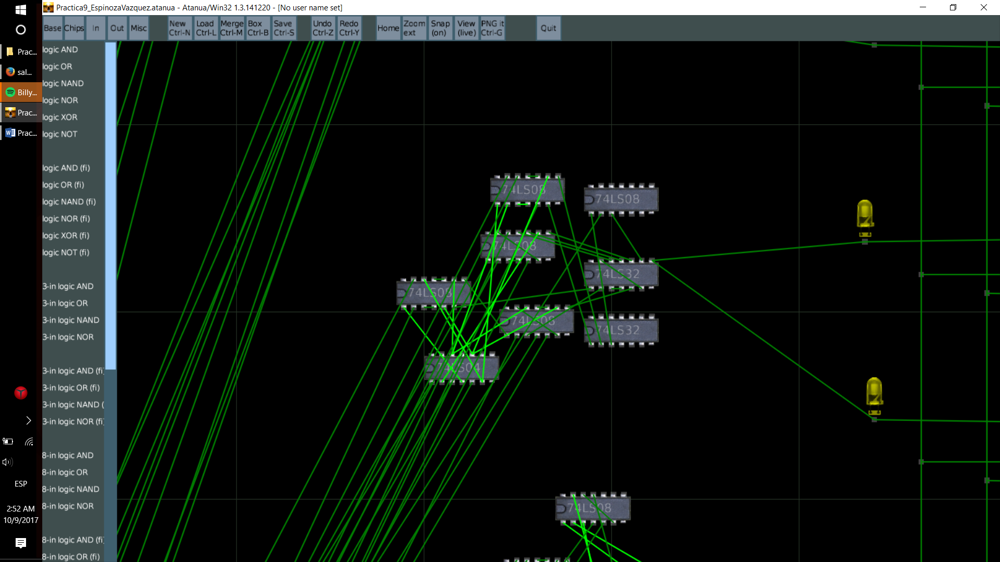 Practica9_EspinozaVazquez.atanua - Atanua/Win32 1.3.141220 - [No user name set]
Base Chips In Out Misc New Ctrl-N Load Ctrl-L Merge Ctrl-M Box Ctrl-B Save Ctrl-S Undo Ctrl-Z Redo Ctrl-Y Home Zoom ext Snap (on) View (live) PNG it Ctrl-G Quit
Prac...
sal...
Billy...
Prac...
Prac...
ESP
2:52 AM
10/9/2017
logic AND
logic OR
logic NAND
logic NOR
logic XOR
logic NOT
logic AND (fi)
logic OR (fi)
logic NAND (fi)
logic NOR (fi)
logic XOR (fi)
logic NOT (fi)
3-in logic AND
3-in logic OR
3-in logic NAND
3-in logic NOR
3-in logic AND (fi)
3-in logic OR (fi)
3-in logic NAND (
3-in logic NOR (fi)
8-in logic AND
8-in logic OR
8-in logic NAND
8-in logic NOR
8-in logic AND (fi)
8-in logic OR (fi)
74LS08
74LS08
74LS08
74LS32
74LS08
74LS08
74LS32
74LS04
74LS08